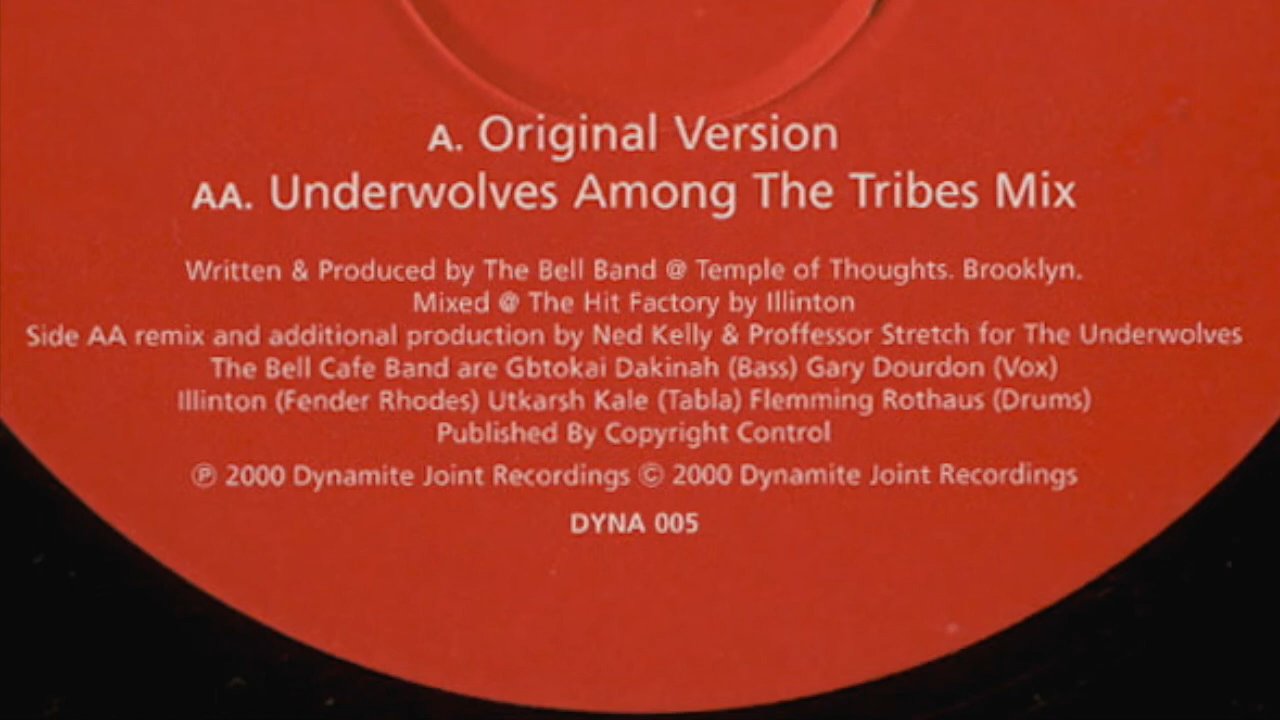 A. Original Version
AA. Underwolves Among The Tribes Mix
Written & Produced by The Bell Band @ Temple of Thoughts. Brooklyn.
Mixed @ The Hit Factory by Illinton
Side AA remix and additional production by Ned Kelly & Proffessor Stretch for The Underwolves
The Bell Cafe Band are Gbtokai Dakinah (Bass) Gary Dourdon (Vox)
Illinton (Fender Rhodes) Utkarsh Kale (Tabla) Flemming Rothaus (Drums)
Published By Copyright Control
℗ 2000 Dynamite Joint Recordings © 2000 Dynamite Joint Recordings
DYNA 005